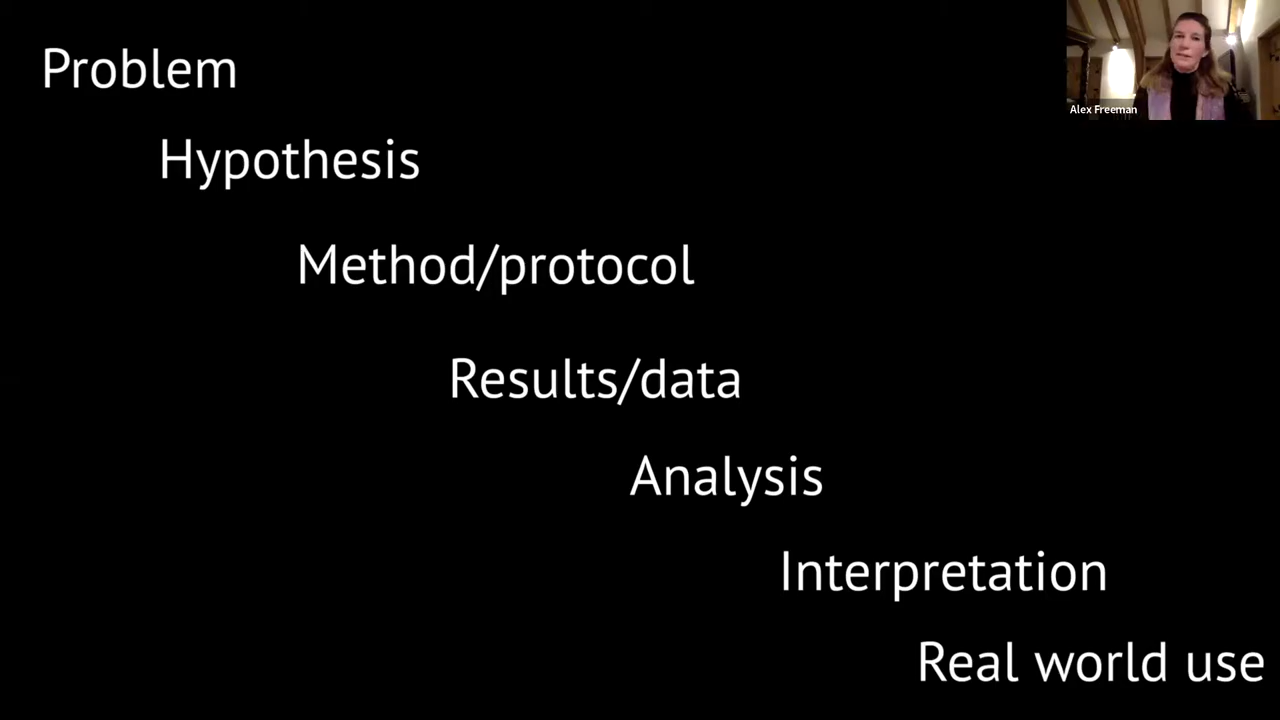 Problem
Alex Freeman
Hypothesis
Method/protocol
Results/data
Analysis
Interpretation
Real world use